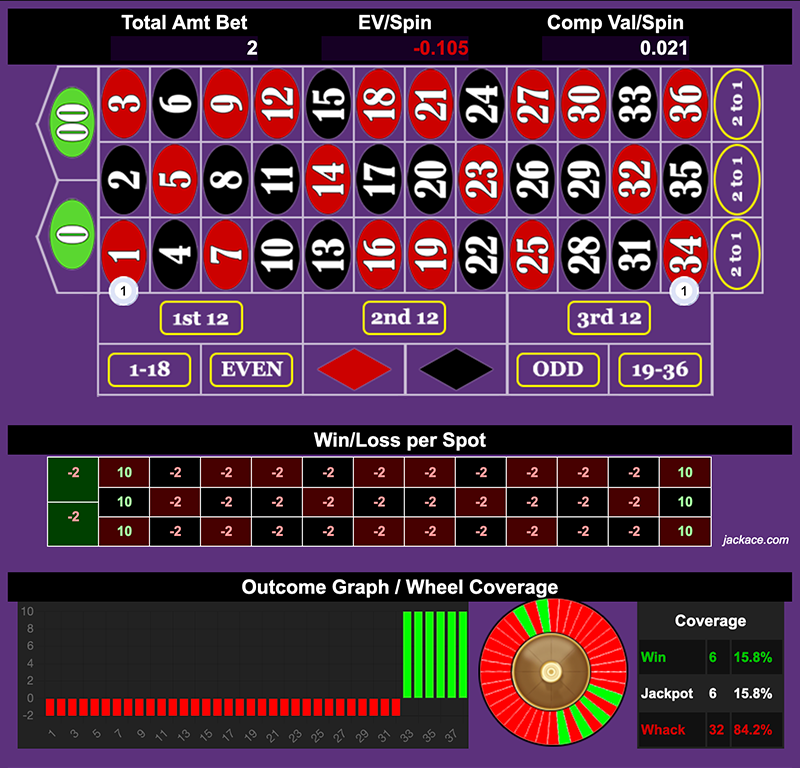 Total Amt Bet EV/Spin Comp Val/Spin
2 -0.105 0.021
00 3 6 9 12 15 18 21 24 27 30 33 36 2 to 1
2 5 8 11 14 17 20 23 26 29 32 35 2 to 1
0 1 4 7 10 13 16 19 22 25 28 31 34 2 to 1
1 1
1st 12 2nd 12 3rd 12
1-18 EVEN ODD 19-36
Win/Loss per Spot
-2 10 -2 -2 -2 -2 -2 -2 -2 -2 -2 -2 10
10 -2 -2 -2 -2 -2 -2 -2 -2 -2 -2 10
-2 10 -2 -2 -2 -2 -2 -2 -2 -2 -2 -2 10
jackace.com
Outcome Graph / Wheel Coverage
10
8
6
4
2
0
-2
1 3 5 7 9 11 13 15 17 19 21 23 25 27 29 31 33 35 37
Coverage
Win 6 15.8%
Jackpot 6 15.8%
Whack 32 84.2%